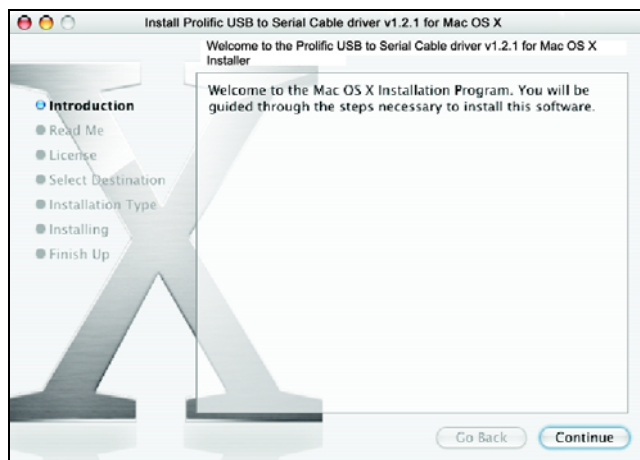 Install Prolific USB to Serial Cable driver v1.2.1 for Mac OS X
Welcome to the Prolific USB to Serial Cable driver v1.2.1 for Mac OS X
Installer
Introduction
Read Me
License
Select Destination
Installation Type
Installing
Finish Up
Welcome to the Mac OS X Installation Program. You will be
guided through the steps necessary to install this software.
Go Back
Continue